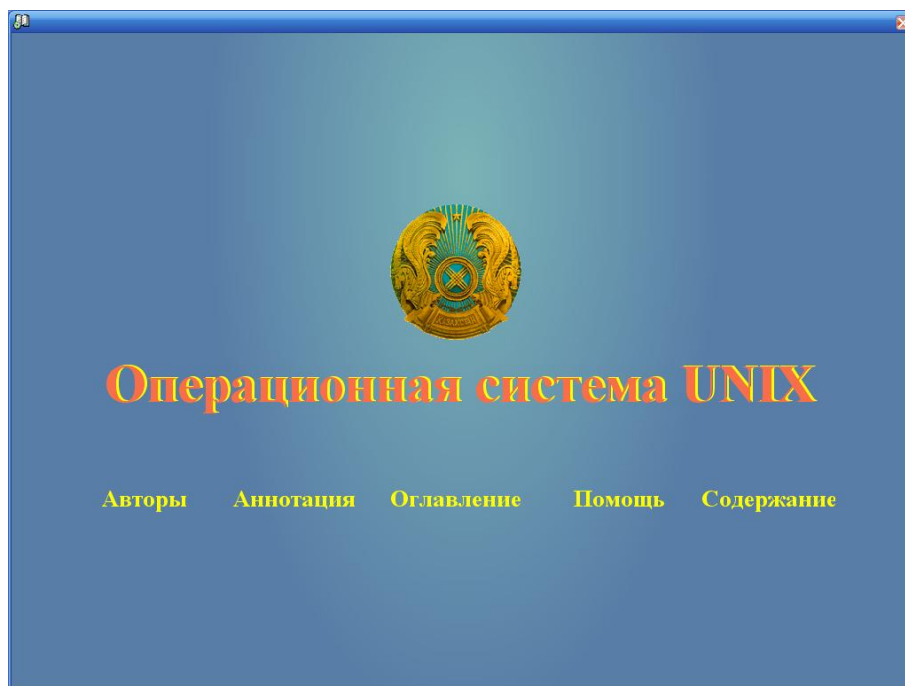 Операционная система UNIX
Авторы Аннотация Оглавление Помощь Содержание